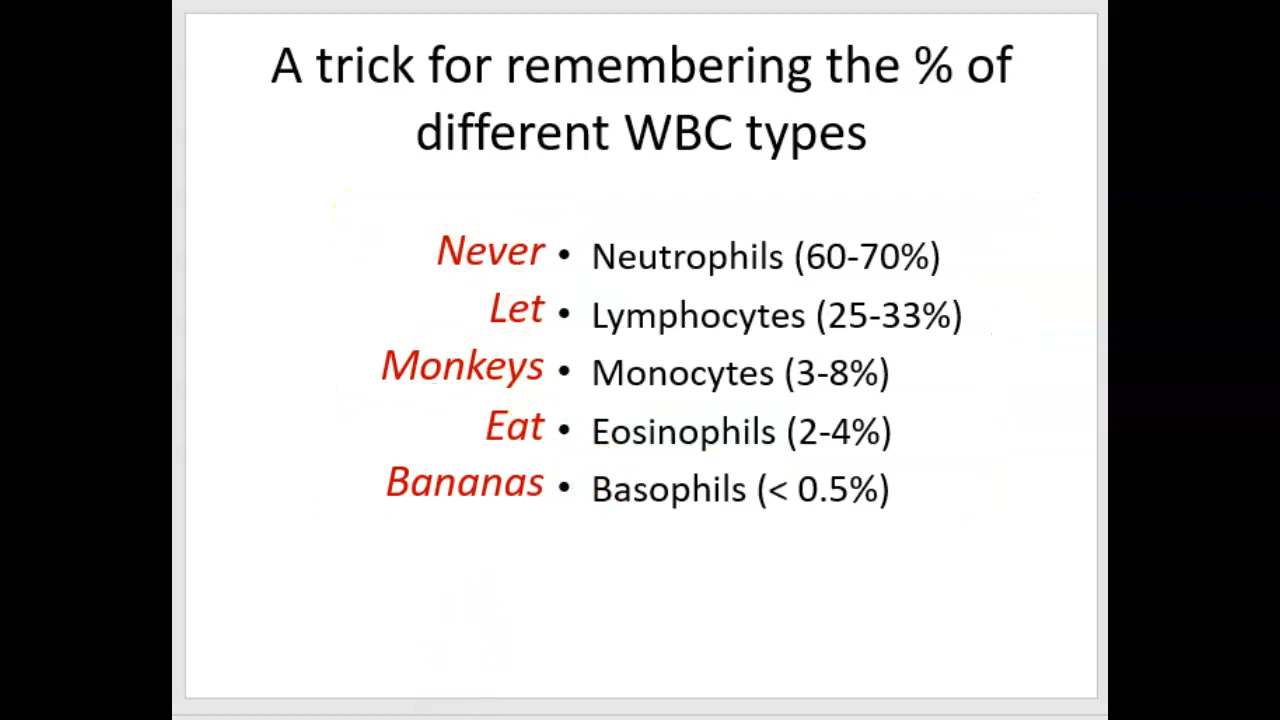 A trick for remembering the % of
different WBC types
Never • Neutrophils (60-70%)
Let • Lymphocytes (25-33%)
Monkeys • Monocytes (3-8%)
Eat • Eosinophils (2-4%)
Bananas • Basophils (< 0.5%)